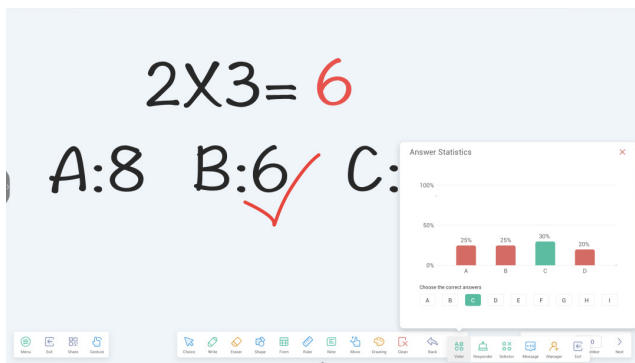 2X3= 6
A:8 B:6 C:
Answer Statistics
100%
50%
0%
25% 25% 30% 20%
A B C D
Choose the correct answers
A B C D E F G H I
Menu Exit Share Gesture Choice Write Eraser Shape Form Ruler Note Move Drawing Clean Back Voter Responder Selector Message Manager Exit 0 Next